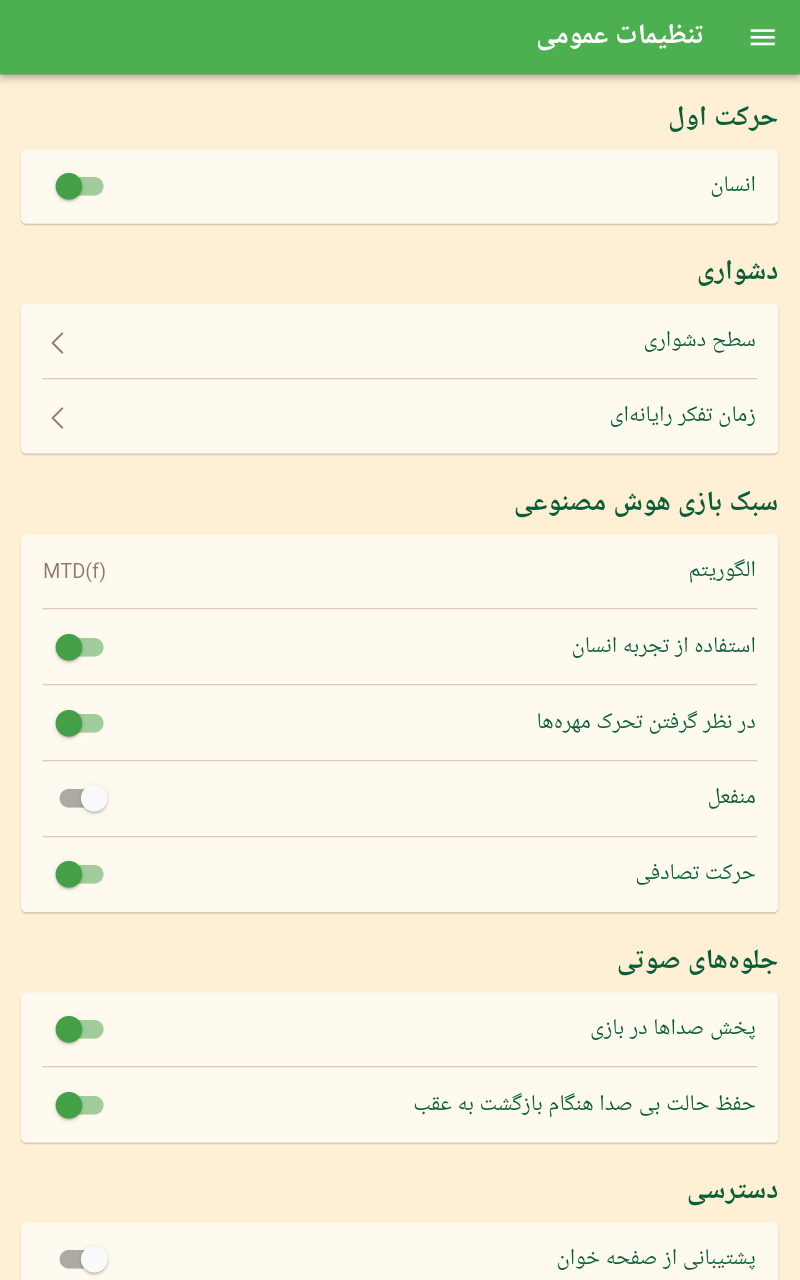 تنظیمات عمومی
حرکت اول
انسان
دشواری
سطح دشواری
زمان تفکر رایانه‌ای
سبک بازی هوش مصنوعی
الگوریتم
MTD(f)
استفاده از تجربه انسان
در نظر گرفتن تحرک مهره‌ها
منفعل
حرکت تصادفی
جلوه‌های صوتی
پخش صداها در بازی
حفظ حالت بی صدا هنگام بازگشت به عقب
دسترسی
پشتیبانی از صفحه خوان